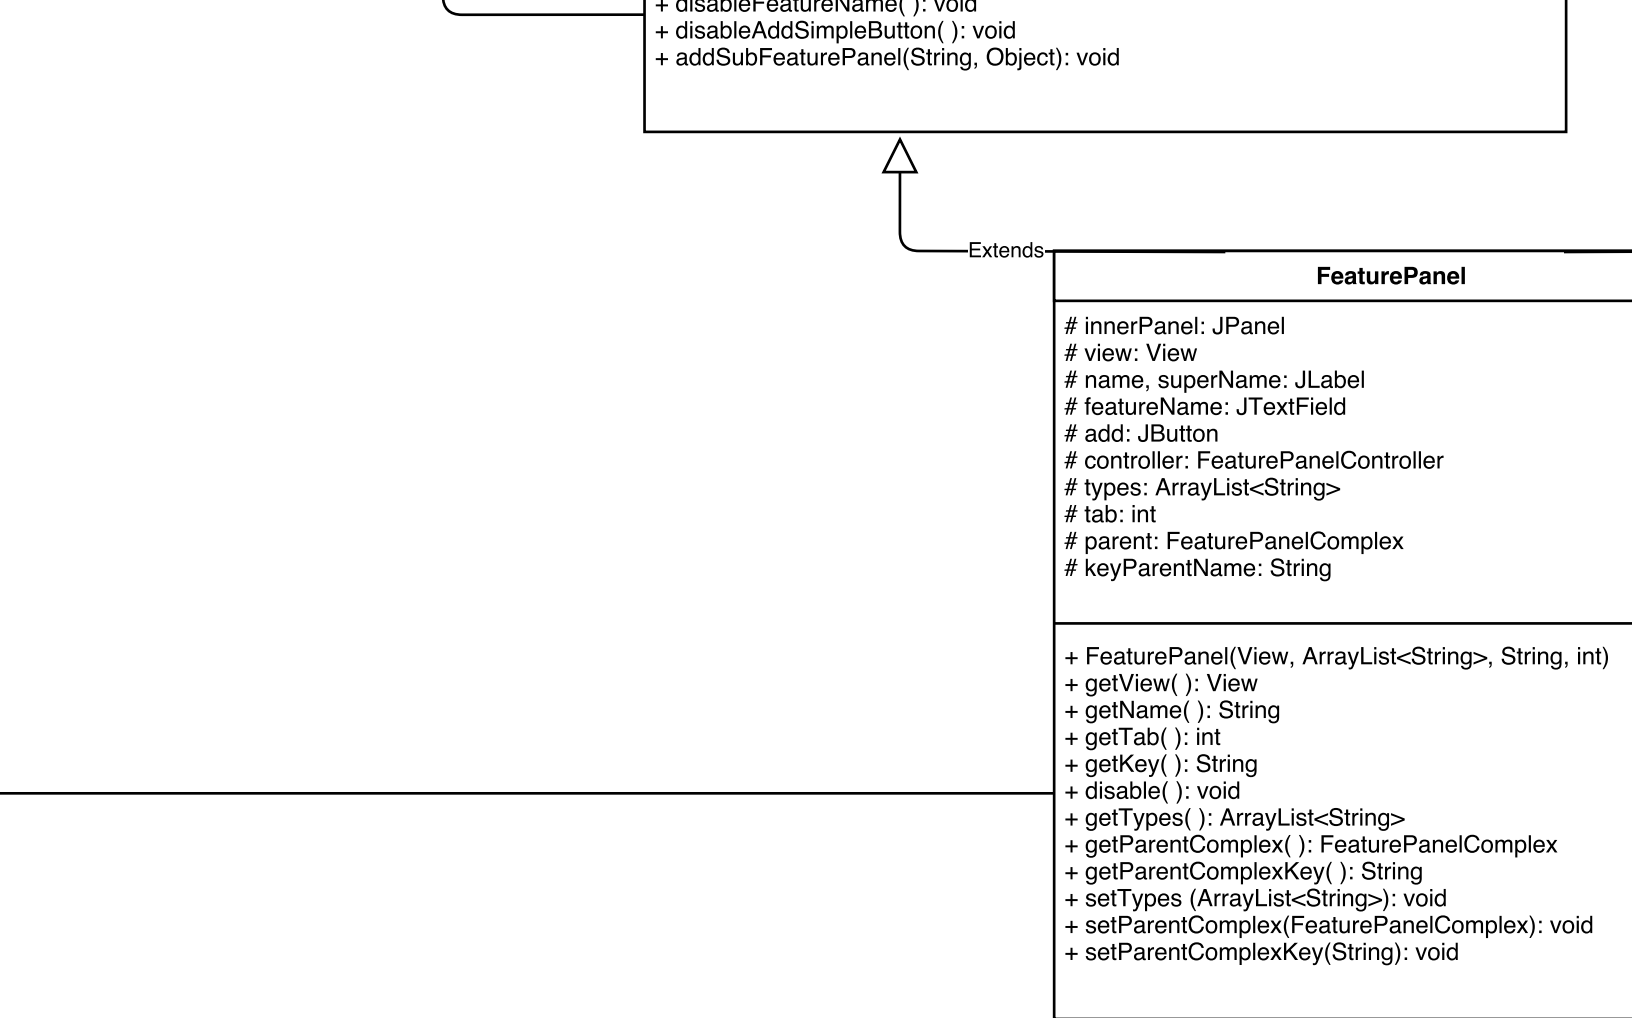 + disableFeatureName( ): void
+ disableAddSimpleButton( ): void
+ addSubFeaturePanel(String, Object): void
Extends
FeaturePanel
# innerPanel: JPanel
# view: View
# name, superName: JLabel
# featureName: JTextField
# add: JButton
# controller: FeaturePanelController
# types: ArrayList<String>
# tab: int
# parent: FeaturePanelComplex
# keyParentName: String
+ FeaturePanel(View, ArrayList<String>, String, int)
+ getView( ): View
+ getName( ): String
+ getTab( ): int
+ getKey( ): String
+ disable( ): void
+ getTypes( ): ArrayList<String>
+ getParentComplex( ): FeaturePanelComplex
+ getParentComplexKey( ): String
+ setTypes (ArrayList<String>): void
+ setParentComplex(FeaturePanelComplex): void
+ setParentComplexKey(String): void